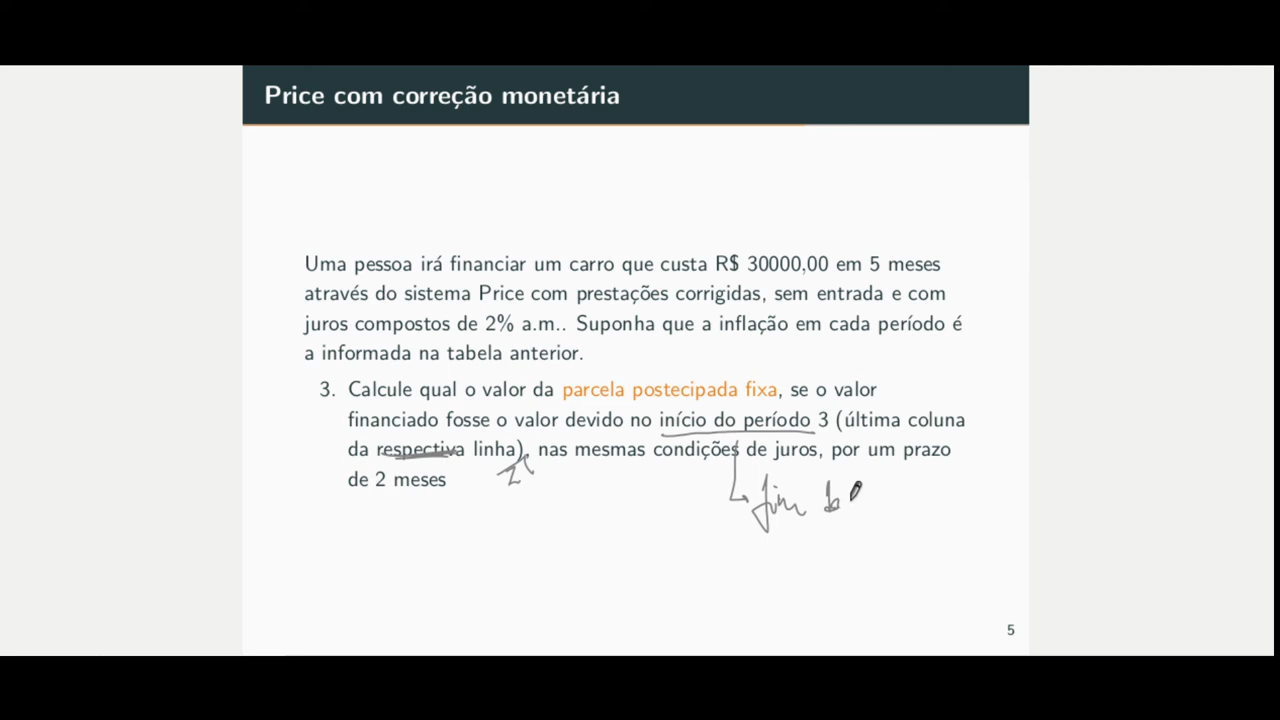 Price com correção monetária
Uma pessoa irá financiar um carro que custa R$ 30000,00 em 5 meses
através do sistema Price com prestações corrigidas, sem entrada e com
juros compostos de 2% a.m.. Suponha que a inflação em cada período é
a informada na tabela anterior.
3. Calcule qual o valor da parcela postecipada fixa, se o valor
financiado fosse o valor devido no início do período 3 (última coluna
da respectiva linha), nas mesmas condições de juros, por um prazo
de 2 meses
fim
5